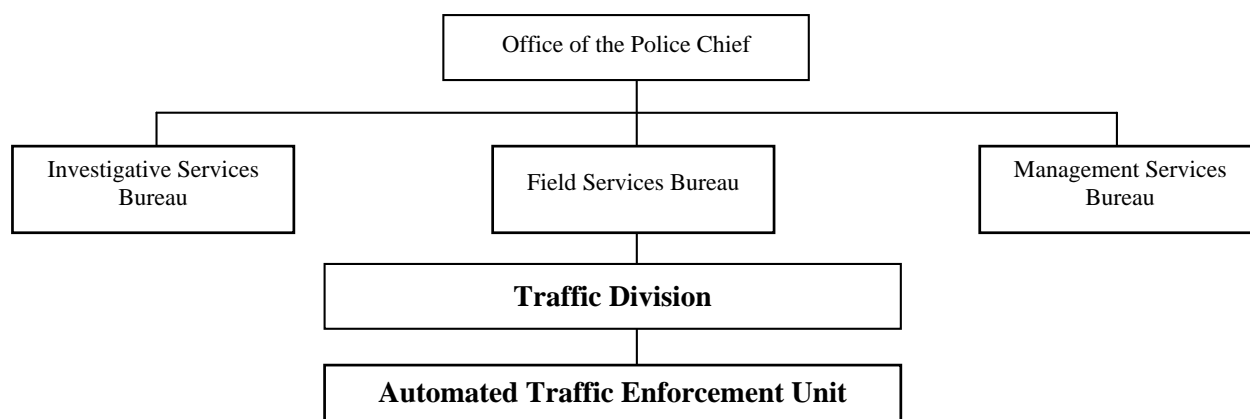 Office of the Police Chief
Investigative Services
Bureau
Field Services Bureau
Management Services
Bureau
Traffic Division
Automated Traffic Enforcement Unit